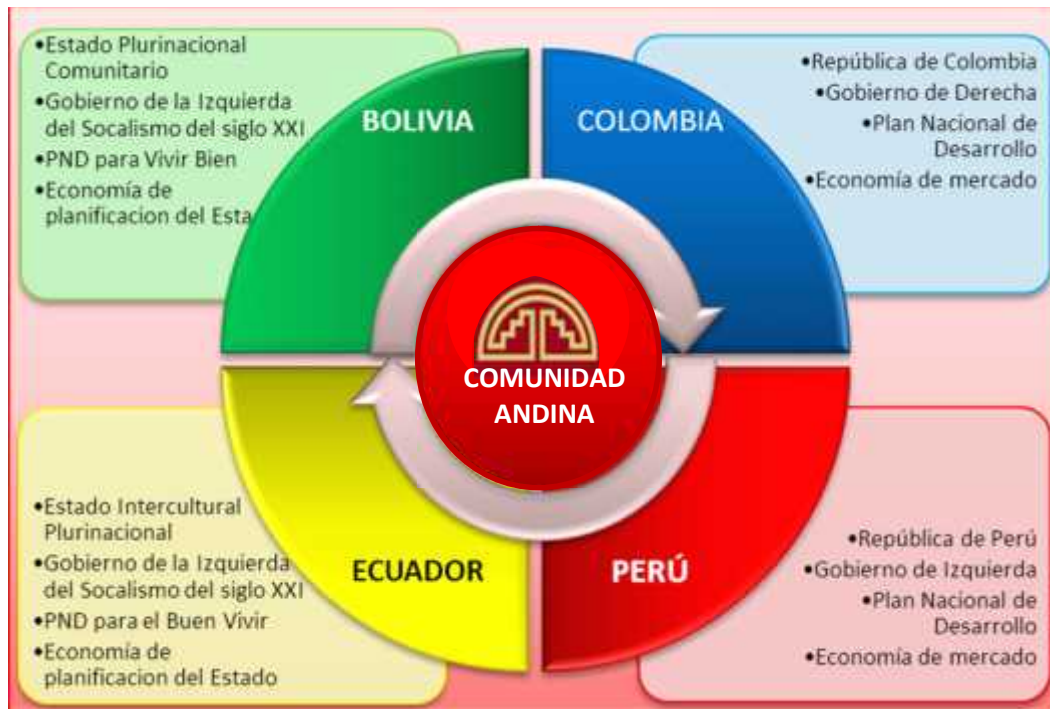 •Estado Plurinacional
Comunitario
•Gobierno de la Izquierda
del Socalismo del siglo XXI
•PND para Vivir Bien
•Economía de
planificacion del Esta
BOLIVIA
COLOMBIA
•República de Colombia
•Gobierno de Derecha
•Plan Nacional de
Desarrollo
•Economía de mercado
COMUNIDAD
ANDINA
•Estado Intercultural
Plurinacional
•Gobierno de la Izquierda
del Socalismo del siglo XXI
•PND para el Buen Vivir
•Economía de
planificacion del Estado
ECUADOR
PERÚ
•República de Perú
•Gobierno de Izquierda
•Plan Nacional de
Desarrollo
•Economía de mercado